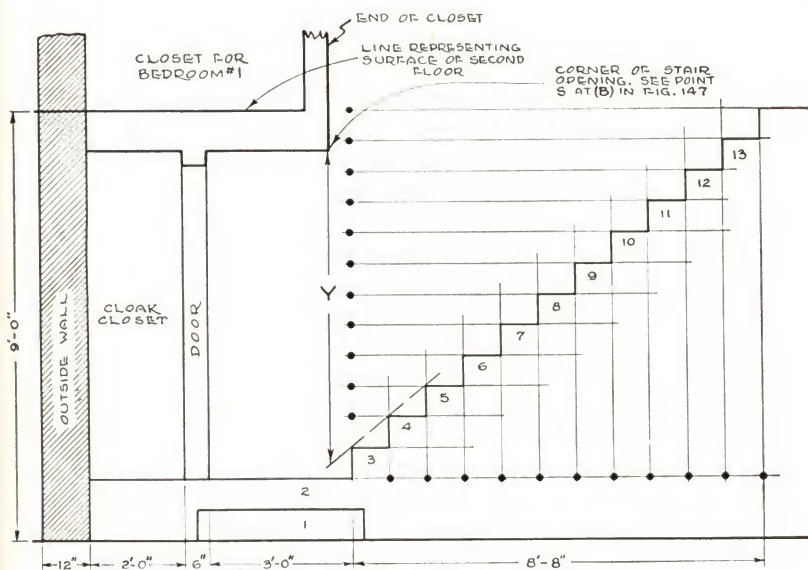 END OF CLOSET
CLOSET FOR
BEDROOM #1
LINE REPRESENTING
SURFACE OF SECOND
FLOOR
CORNER OF STAIR
OPENING. SEE POINT
S AT (B) IN FIG. 147
13
12
11
10
9
8
7
6
5
4
3
2
1
Y
CLOAK
CLOSET
DOOR
OUTSIDE WALL
9'-0"
12"
2'-0"
6"
3'-0"
8'-8"